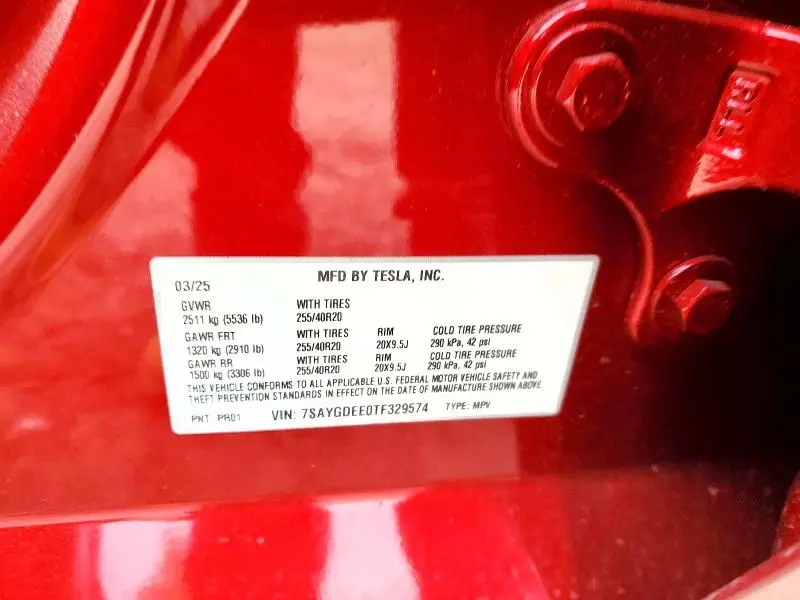 RLL1
03/25 MFD BY TESLA, INC.
GVWR WITH TIRES
2511 kg (5536 lb) 255/40R20
GAWR FRT WITH TIRES RIM COLD TIRE PRESSURE
1320 kg (2910 lb) 255/40R20 20X9.5J 290 kPa, 42 psi
GAWR RR WITH TIRES RIM COLD TIRE PRESSURE
1500 kg (3306 lb) 255/40R20 20X9.5J 290 kPa, 42 psi
THIS VEHICLE CONFORMS TO ALL APPLICABLE U.S. FEDERAL MOTOR VEHICLE SAFETY AND
THEFT PREVENTION STANDARDS IN EFFECT ON THE DATE OF MANUFACTURE SHOWN ABOVE.
PNT PR01 VIN: 7SAYGDEE0TF329574 TYPE: MPV